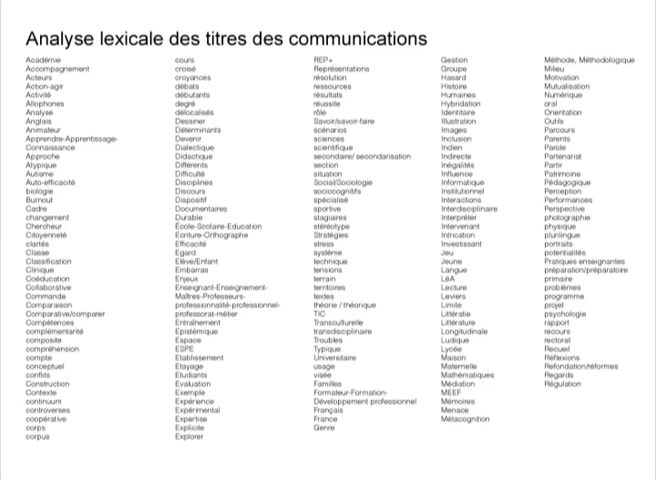 Analyse lexicale des titres des communications
Académie
Accompagnement
Acteurs
Action-agir
Activité
Allophones
Analyse
Anglais
Animateur
Apprendre-Apprentissage-
Connaissance
Approche
Atypique
Autisme
Auto-efficacité
biologie
Burnout
Cadre
changement
Chercheur
Citoyenneté
clartés
Classe
Classification
Clinique
Coéducation
Collaborative
Commande
Comparaison
Comparative/comparer
Compétences
complémentarité
composite
compréhension
compte
conceptuel
conflits
Construction
Contexte
continuum
controverses
coopérative
corps
corpus
cours
croisé
croyances
débats
débutants
degré
délocalisés
Dessiner
Déterminants
Devenir
Dialectique
Didactique
Différents
Difficulté
Disciplines
Discours
Dispositif
Documentaires
Durable
École-Scolaire-Education
Ecriture-Orthographe
Efficacité
Egard
Elève/Enfant
Embarras
Enjeux
Enseignant-Enseignement-
Maîtres-Professeurs-
professionnalité-professionnel-
professorat-métier
Entraînement
Epistémique
Espace
ESPE
Etablissement
Etayage
Etudiants
Evaluation
Exemple
Expérience
Expérimental
Expertise
Explicite
Explorer
REP+
Représentations
résolution
ressources
résultats
réussite
rôle
Savoir/savoir-faire
scénarios
sciences
scientifique
secondaire/ secondarisation
section
situation
Social/Sociologie
sociocognitifs
spécialisé
sportive
stagiaires
stéréotype
Stratégies
stress
système
technique
tensions
terrain
territoires
textes
théorie / théorique
TIC
Transculturelle
transdisciplinaire
Troubles
Typique
Universitaire
usage
visée
Familles
Formateur-Formation-
Développement professionnel
Français
France
Genre
Gestion
Groupe
Hasard
Histoire
Humaines
Hybridation
Identitaire
Illustration
Images
Inclusion
Indien
Indirecte
Inégalités
Influence
Informatique
Institutionnel
Interactions
Interdisciplinaire
Interpréter
Intervenant
Intrication
Investissant
Jeu
Jeune
Langue
LéA
Lecture
Leviers
Limite
Littératie
Littérature
Longitudinale
Ludique
Lycée
Maison
Maternelle
Mathématiques
Médiation
MEEF
Mémoires
Menace
Métacognition
Méthode, Méthodologique
Milieu
Motivation
Mutualisation
Numérique
oral
Orientation
Outils
Parcours
Parents
Parole
Partenariat
Partir
Patrimoine
Pédagogique
Perception
Performances
Perspective
photographie
physique
plurilingue
portraits
potentialités
Pratiques enseignantes
préparation/préparatoire
primaire
problèmes
programme
projet
psychologie
rapport
recours
rectorat
Recueil
Réflexions
Refondation/réformes
Regards
Régulation